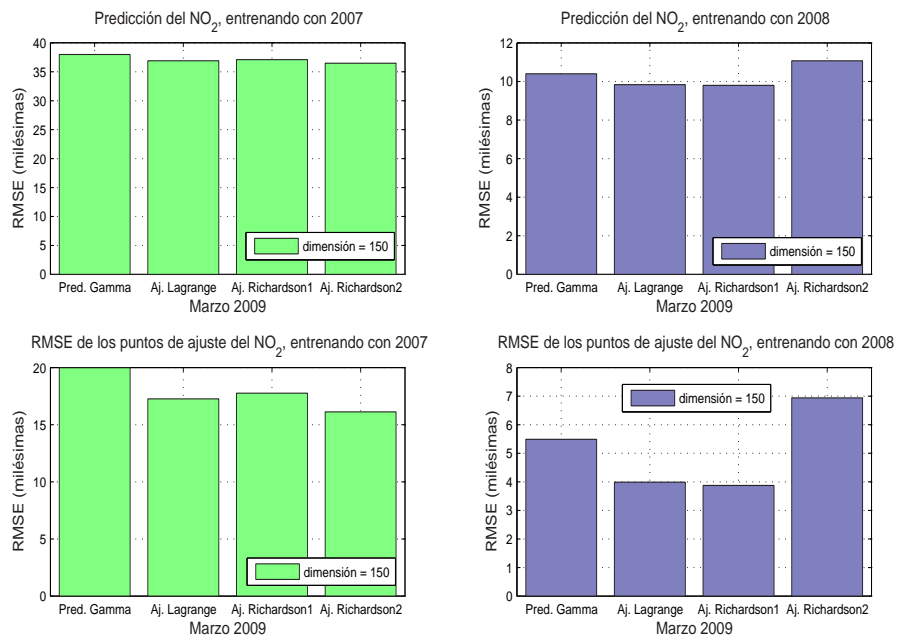 Predicción del NO2, entrenando con 2007
RMSE (milésimas)
40
35
30
25
20
15
10
5
0
dimensión = 150
Pred. Gamma Aj. Lagrange Aj. Richardson1 Aj. Richardson2
Marzo 2009
Predicción del NO2, entrenando con 2008
RMSE (milésimas)
12
10
8
6
4
2
0
dimensión = 150
Pred. Gamma Aj. Lagrange Aj. Richardson1 Aj. Richardson2
Marzo 2009
RMSE de los puntos de ajuste del NO2, entrenando con 2007
RMSE (milésimas)
20
15
10
5
0
dimensión = 150
Pred. Gamma Aj. Lagrange Aj. Richardson1 Aj. Richardson2
Marzo 2009
RMSE de los puntos de ajuste del NO2, entrenando con 2008
RMSE (milésimas)
8
7
6
5
4
3
2
1
0
dimensión = 150
Pred. Gamma Aj. Lagrange Aj. Richardson1 Aj. Richardson2
Marzo 2009